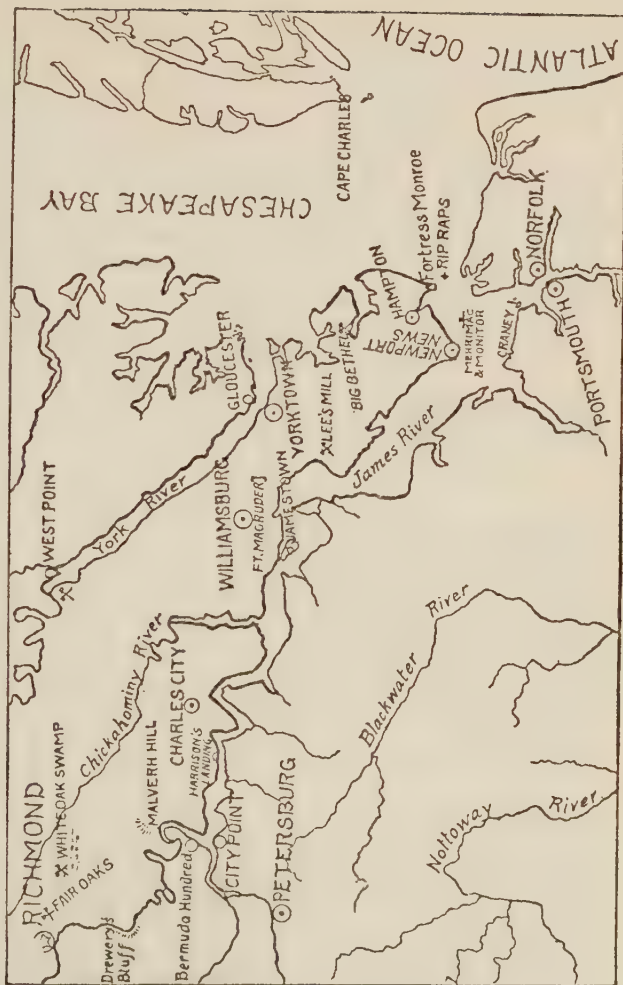 RICHMOND
FAIR OAKS
WHITE OAK SWAMP
Drewery's
Bluff
Bermuda Hundred
MALVERH HILL
CITY POINT
PETERSBURG
HARRISON'S
LANDING
CHARLES CITY
Chickahominy River
WEST POINT
York River
WILLIAMSBURG
FT. MAGRUDER
JAMESTOWN
GLOUCESTER
YORKTOWN
LEE'S MILL
BIG BETHEL
James River
Blackwater River
Nottoway River
CHESAPEAKE BAY
HAMPTON
NEWPORT
NEWS
Fortress Monroe
RIP RAPS
MERRIMAC
& MONITOR
CRANEY I.
NORFOLK
PORTSMOUTH
CAPE CHARLES
ATLANTIC OCEAN